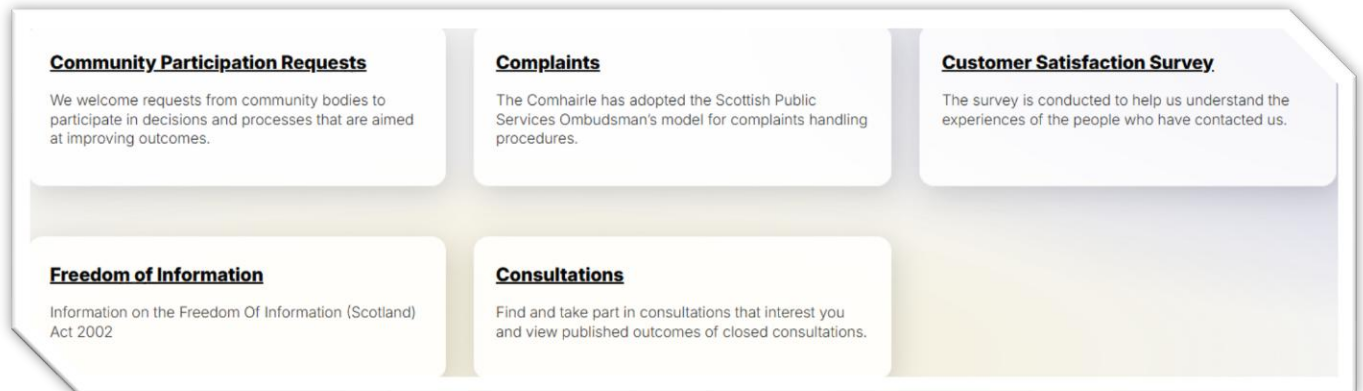 Community Participation Requests
We welcome requests from community bodies to
participate in decisions and processes that are aimed
at improving outcomes.
Complaints
The Comhairle has adopted the Scottish Public
Services Ombudsman's model for complaints handling
procedures.
Customer Satisfaction Survey
The survey is conducted to help us understand the
experiences of the people who have contacted us.
Freedom of Information
Information on the Freedom Of Information (Scotland)
Act 2002
Consultations
Find and take part in consultations that interest you
and view published outcomes of closed consultations.